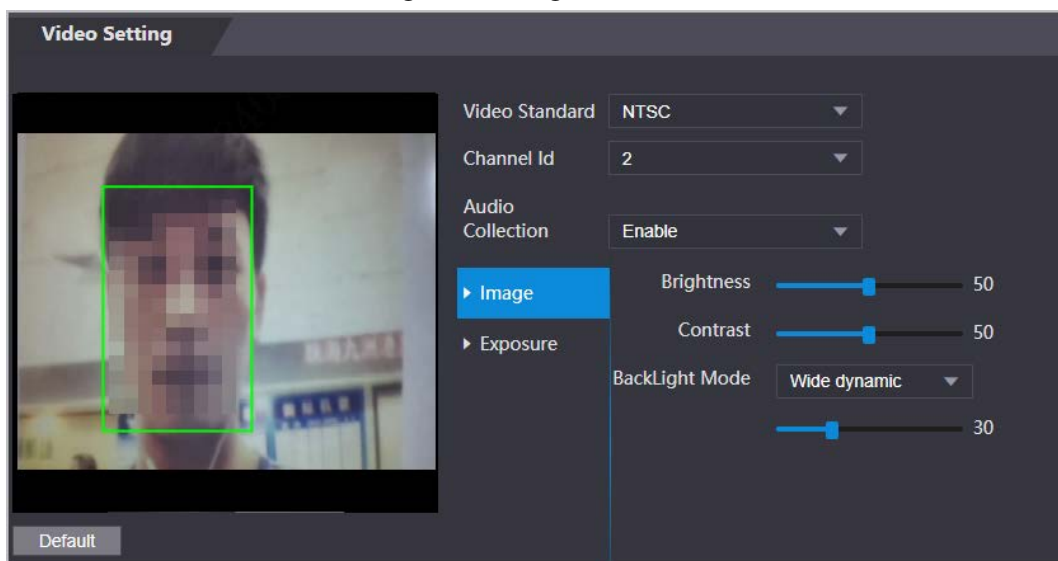 Video Setting
Video Standard NTSC
Channel Id 2
Audio
Collection Enable
Image
Exposure
Brightness 50
Contrast 50
BackLight Mode Wide dynamic
30
Default